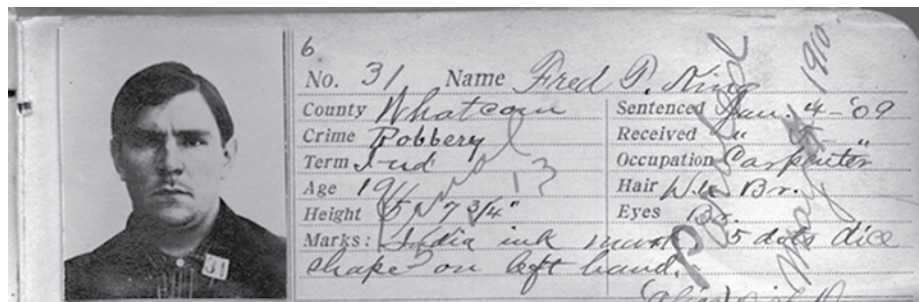 6
No. 31 Name Fred P. King
County Whatcom Sentenced Jan. 4-'09
Crime Robbery Received "
Term Ind Occupation Carpenter
Age 19 Hair Br.
Height 5' 7 3/4" Eyes Br.
Marks: India ink mark, 5 dots dice
shape on left hand.
Paroled May 1910